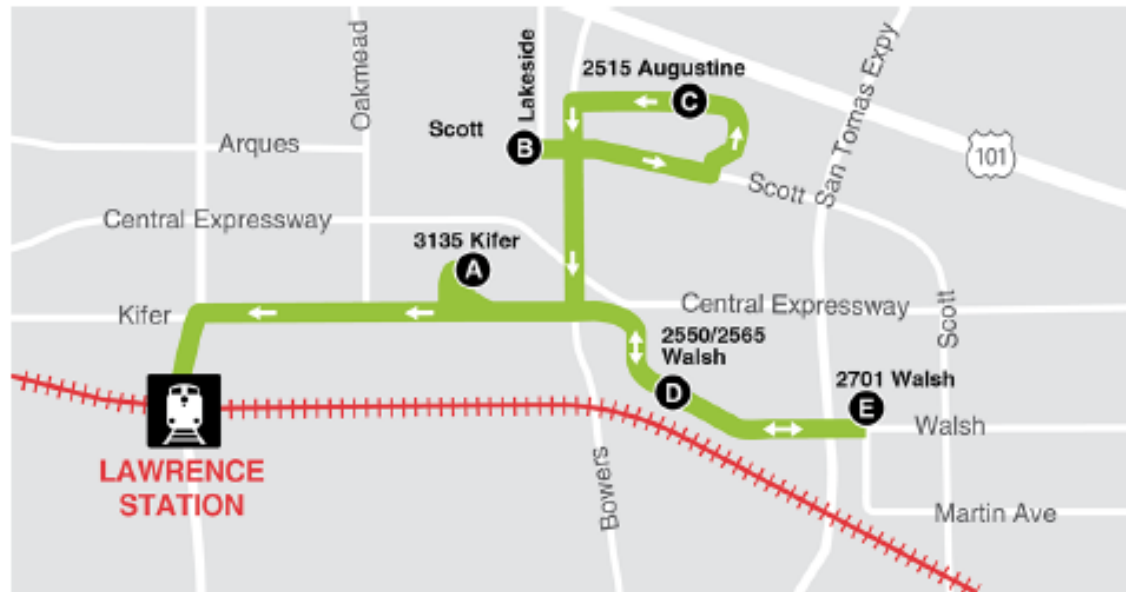 Oakmead
Lakeside
2515 Augustine
C
San Tomas Expy
Scott
B
Arques
101
Scott
Central Expressway
3135 Kifer
A
Kifer
Central Expressway
Scott
2550/2565
Walsh
D
2701 Walsh
E
Walsh
LAWRENCE
STATION
Bowers
Martin Ave